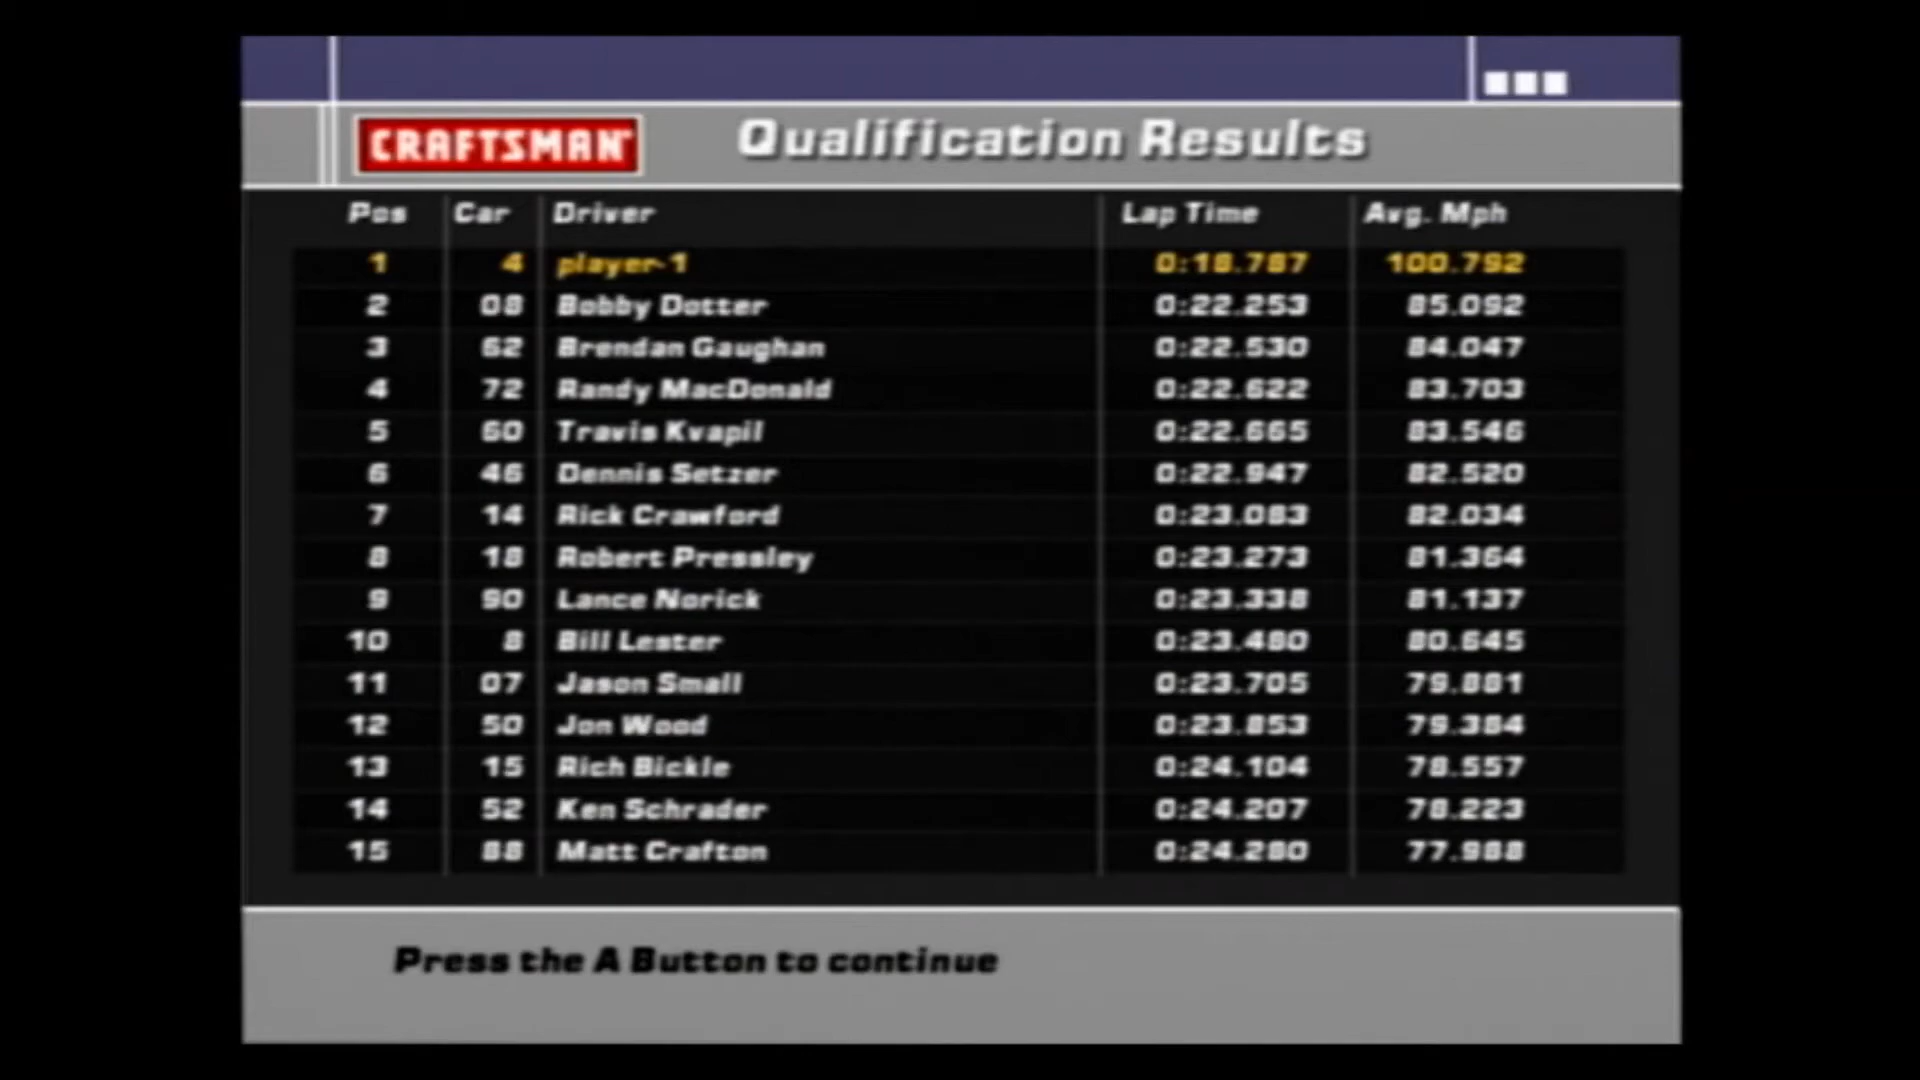 CRAFTSMAN Qualification Results
Pos Car Driver Lap Time Avg. Mph
1 4 player-1 0:18.787 100.792
2 08 Bobby Dotter 0:22.253 85.092
3 62 Brendan Gaughan 0:22.530 84.047
4 72 Randy MacDonald 0:22.622 83.703
5 60 Travis Kvapil 0:22.665 83.546
6 46 Dennis Setzer 0:22.947 82.520
7 14 Rick Crawford 0:23.083 82.034
8 18 Robert Pressley 0:23.273 81.364
9 90 Lance Norick 0:23.338 81.137
10 8 Bill Lester 0:23.480 80.645
11 07 Jason Small 0:23.705 79.881
12 50 Jon Wood 0:23.853 79.384
13 15 Rich Bickle 0:24.104 78.557
14 52 Ken Schrader 0:24.207 78.223
15 88 Matt Crafton 0:24.280 77.988
Press the A Button to continue